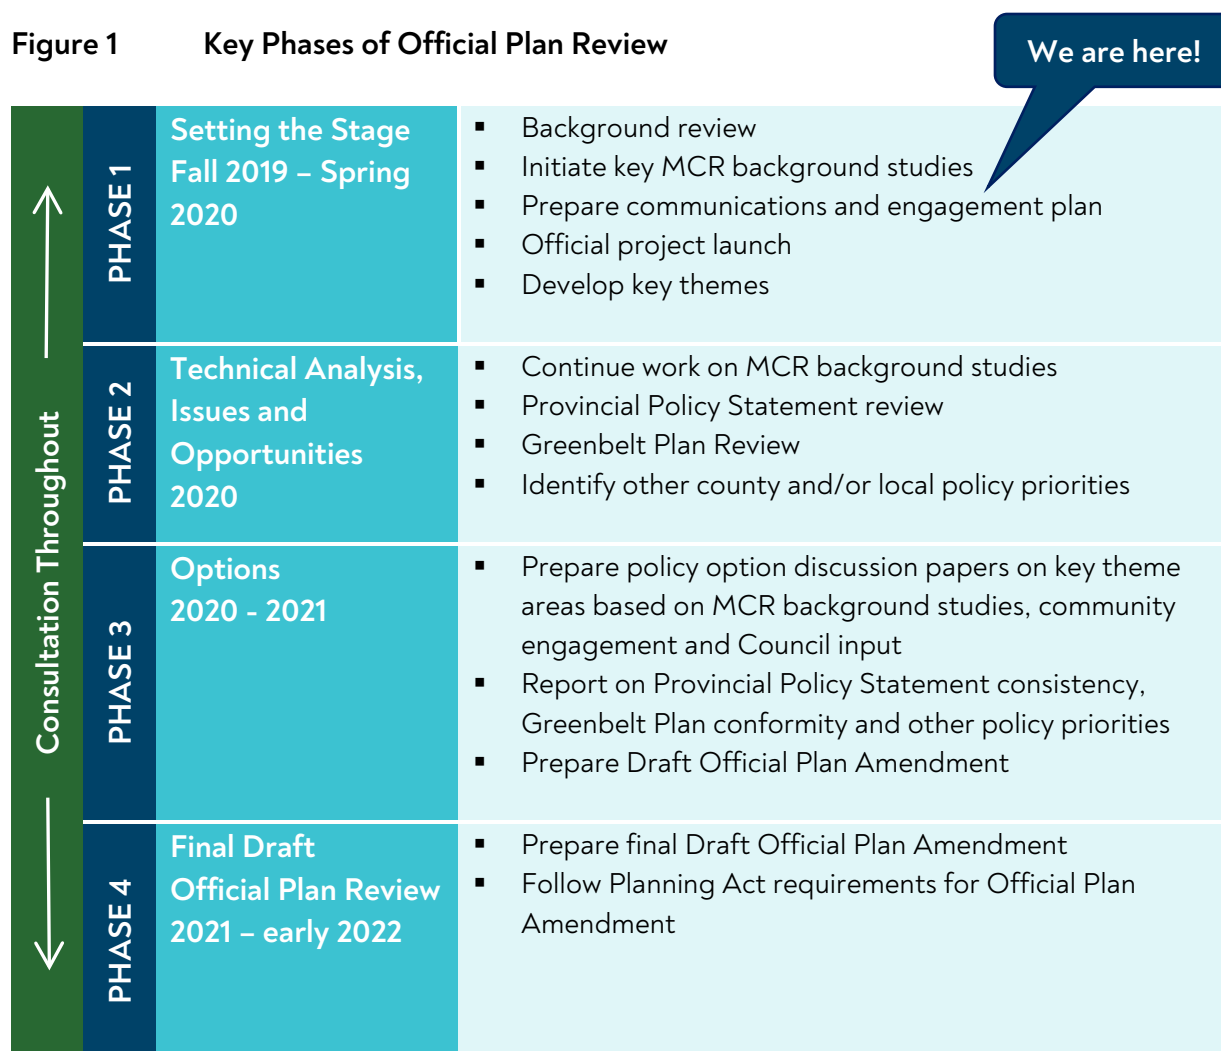 Figure 1 Key Phases of Official Plan Review
We are here!
Consultation Throughout
PHASE 1
Setting the Stage
Fall 2019 – Spring
2020
▪ Background review
▪ Initiate key MCR background studies
▪ Prepare communications and engagement plan
▪ Official project launch
▪ Develop key themes
PHASE 2
Technical Analysis,
Issues and
Opportunities
2020
▪ Continue work on MCR background studies
▪ Provincial Policy Statement review
▪ Greenbelt Plan Review
▪ Identify other county and/or local policy priorities
PHASE 3
Options
2020 - 2021
▪ Prepare policy option discussion papers on key theme
areas based on MCR background studies, community
engagement and Council input
▪ Report on Provincial Policy Statement consistency,
Greenbelt Plan conformity and other policy priorities
▪ Prepare Draft Official Plan Amendment
PHASE 4
Final Draft
Official Plan Review
2021 – early 2022
▪ Prepare final Draft Official Plan Amendment
▪ Follow Planning Act requirements for Official Plan
Amendment